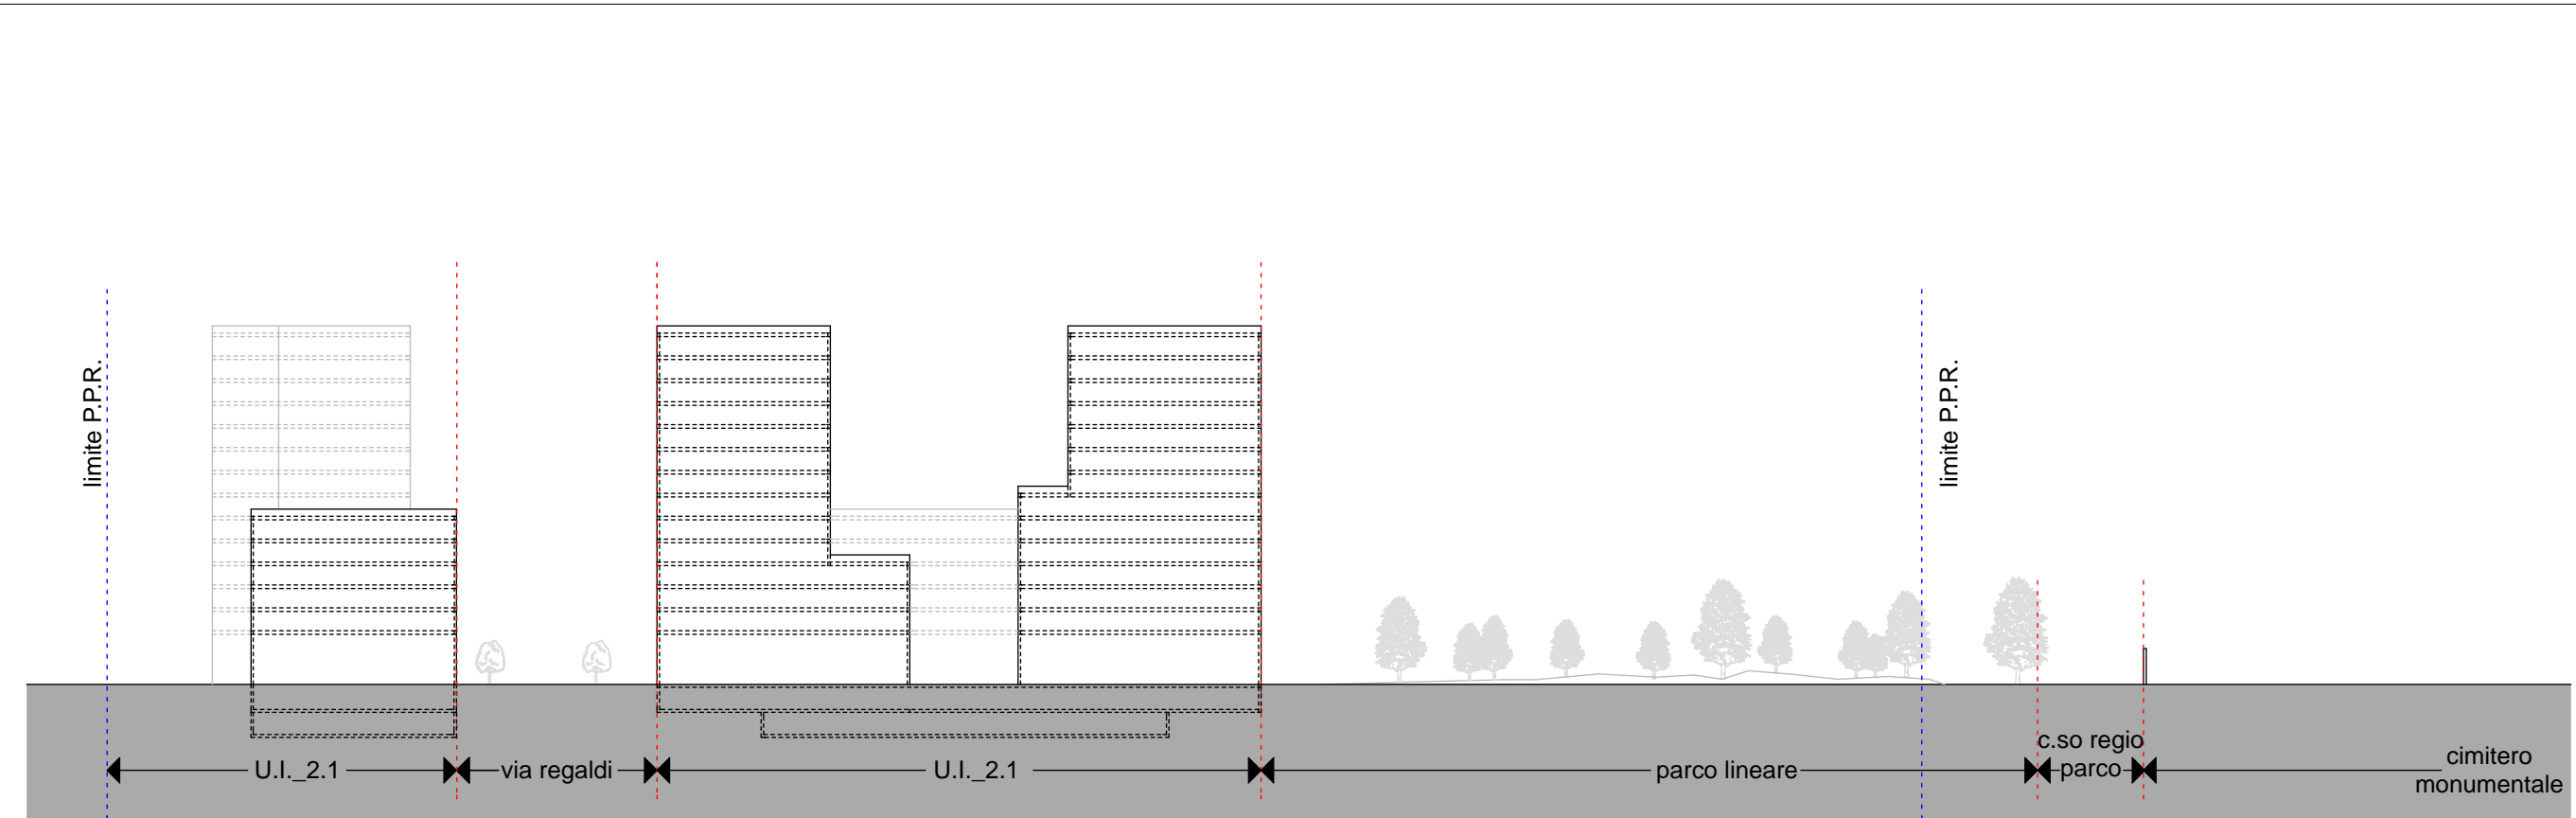 limite P.P.R.
limite P.P.R.
U.I._2.1
via regaldi
U.I._2.1
parco lineare
c.so regio
parco
cimitero
monumentale